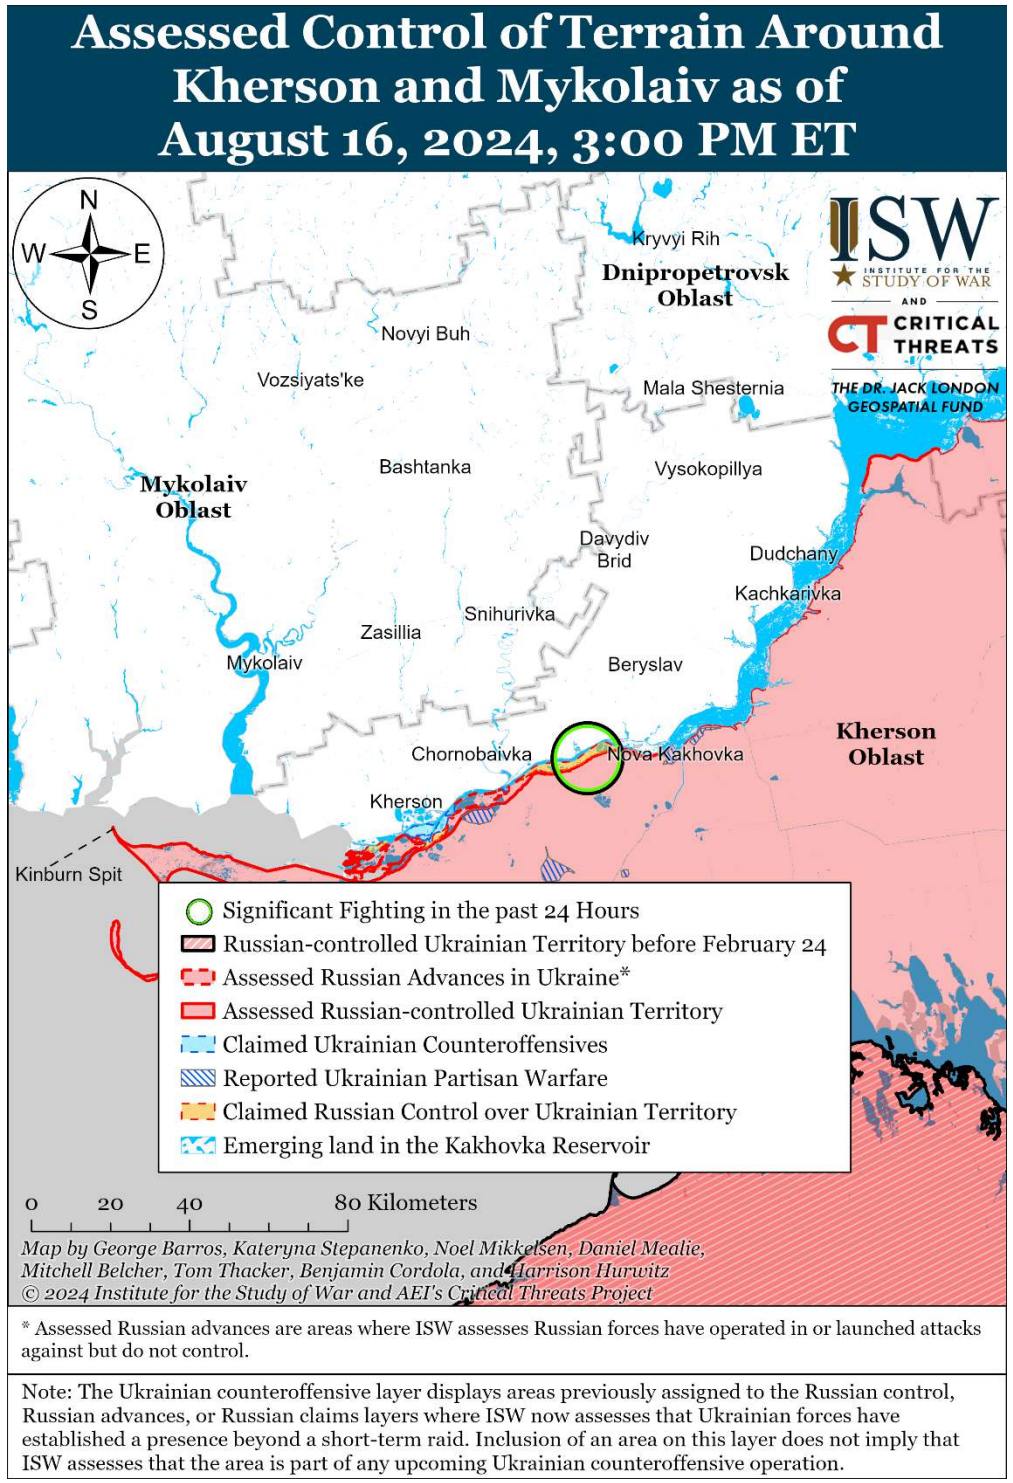 Assessed Control of Terrain Around
Kherson and Mykolaiv as of
August 16, 2024, 3:00 PM ET
N
W
E
S
ISW
INSTITUTE FOR THE
STUDY OF WAR
AND
CT CRITICAL
THREATS
THE DR. JACK LONDON
GEOSPATIAL FUND
Kryvyi Rih
Dnipropetrovsk
Oblast
Novyi Buh
Vozsiyats'ke
Mala Shesternia
Bashtanka
Vysokopillya
Mykolaiv
Oblast
Davydiv
Brid
Dudchany
Kachkarivka
Snihurivka
Zasillia
Mykolaiv
Beryslav
Kherson
Oblast
Chornobaivka
Nova Kakhovka
Kherson
Kinburn Spit
Significant Fighting in the past 24 Hours
Russian-controlled Ukrainian Territory before February 24
Assessed Russian Advances in Ukraine*
Assessed Russian-controlled Ukrainian Territory
Claimed Ukrainian Counteroffensives
Reported Ukrainian Partisan Warfare
Claimed Russian Control over Ukrainian Territory
Emerging land in the Kakhovka Reservoir
0 20 40 80 Kilometers
Map by George Barros, Kateryna Stepanenko, Noel Mikkelsen, Daniel Mealie,
Mitchell Belcher, Tom Thacker, Benjamin Cordola, and Harrison Hurwitz
© 2024 Institute for the Study of War and AEI's Critical Threats Project
* Assessed Russian advances are areas where ISW assesses Russian forces have operated in or launched attacks
against but do not control.
Note: The Ukrainian counteroffensive layer displays areas previously assigned to the Russian control,
Russian advances, or Russian claims layers where ISW now assesses that Ukrainian forces have
established a presence beyond a short-term raid. Inclusion of an area on this layer does not imply that
ISW assesses that the area is part of any upcoming Ukrainian counteroffensive operation.